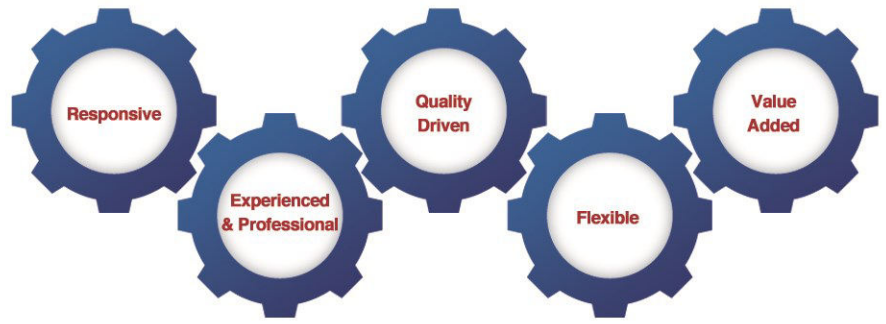 Responsive
Experienced
& Professional
Quality
Driven
Flexible
Value
Added